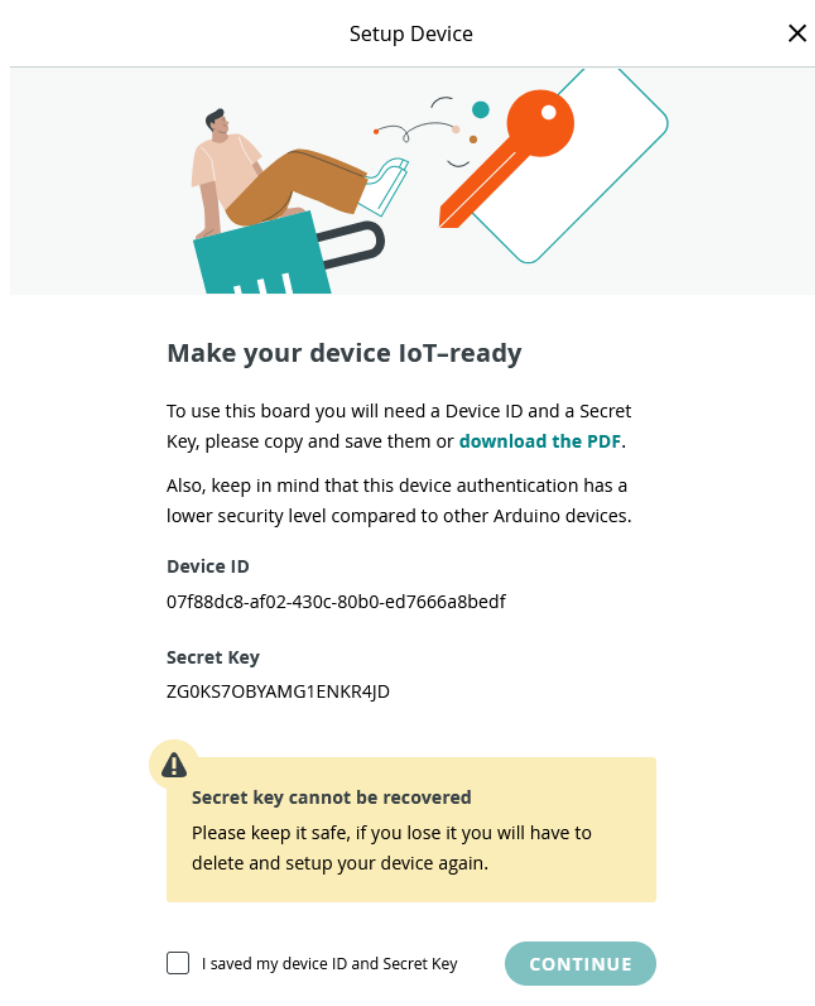 Setup Device
Make your device IoT–ready
To use this board you will need a Device ID and a Secret
Key, please copy and save them or download the PDF.
Also, keep in mind that this device authentication has a
lower security level compared to other Arduino devices.
Device ID
07f88dc8-af02-430c-80b0-ed7666a8bedf
Secret Key
ZG0KS7OBYAMG1ENKR4JD
Secret key cannot be recovered
Please keep it safe, if you lose it you will have to
delete and setup your device again.
I saved my device ID and Secret Key
CONTINUE